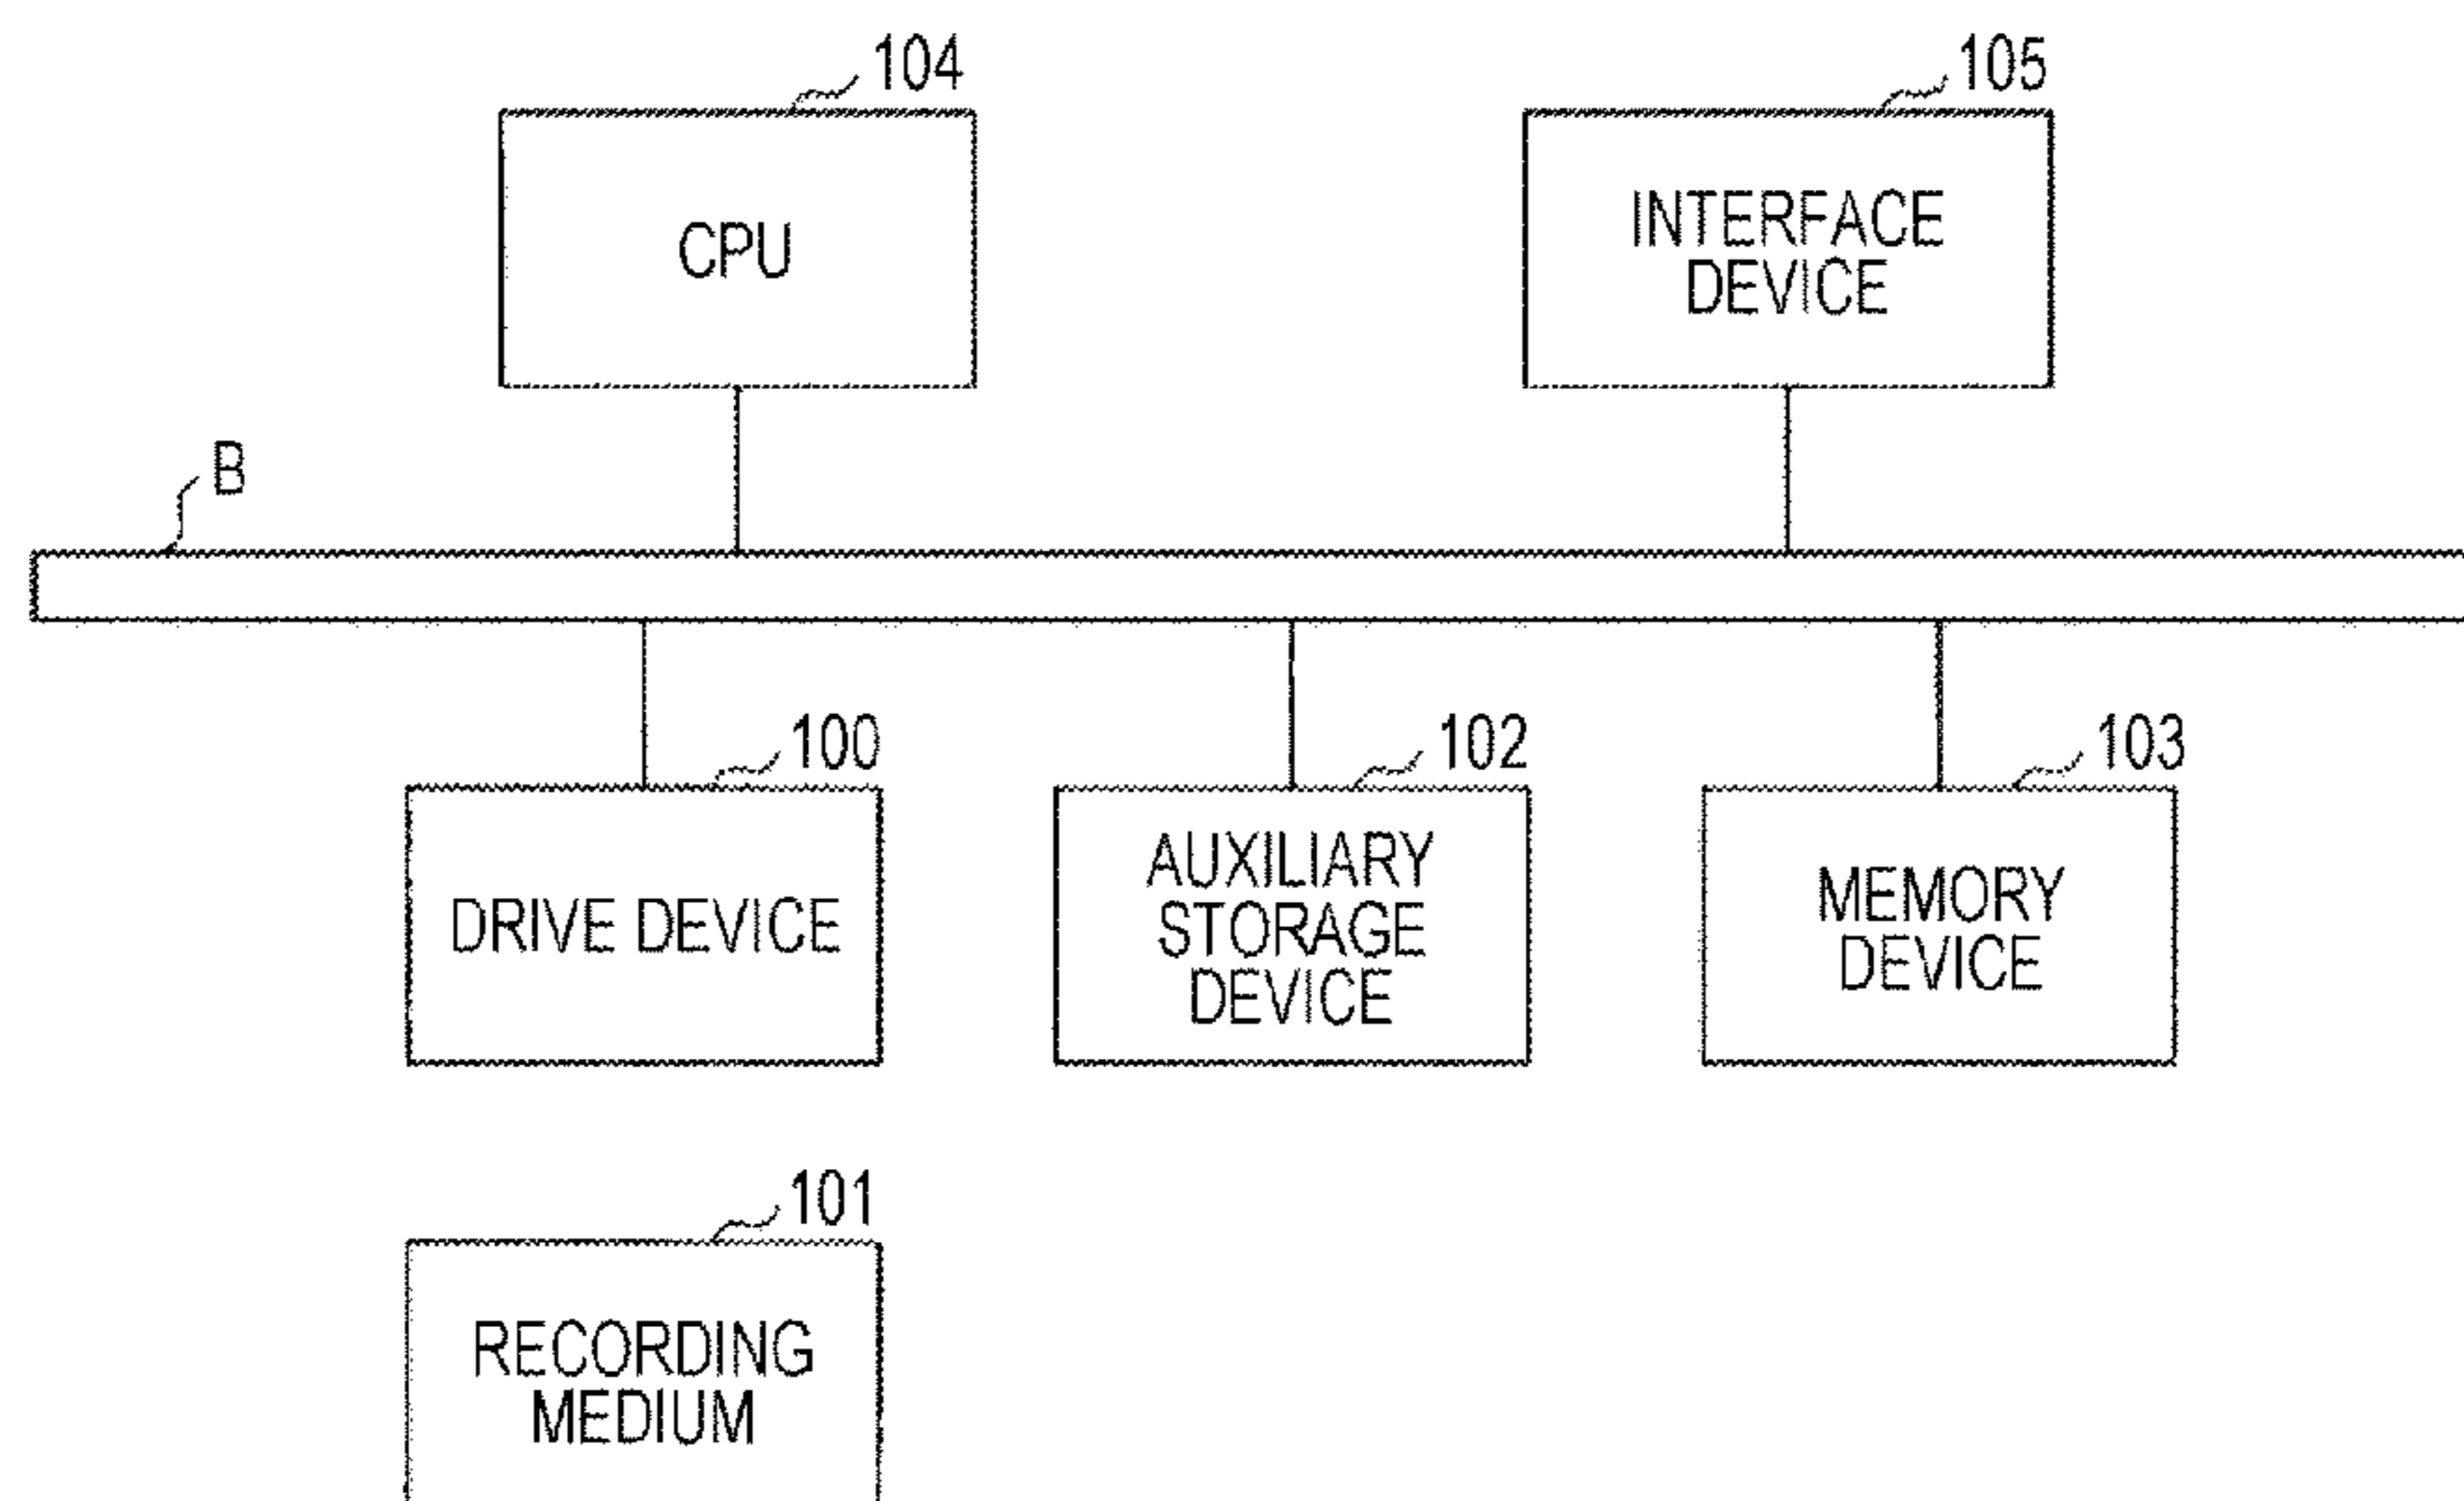 104
CPU
105
INTERFACE
DEVICE
B
100
DRIVE DEVICE
102
AUXILIARY
STORAGE
DEVICE
103
MEMORY
DEVICE
101
RECORDING
MEDIUM